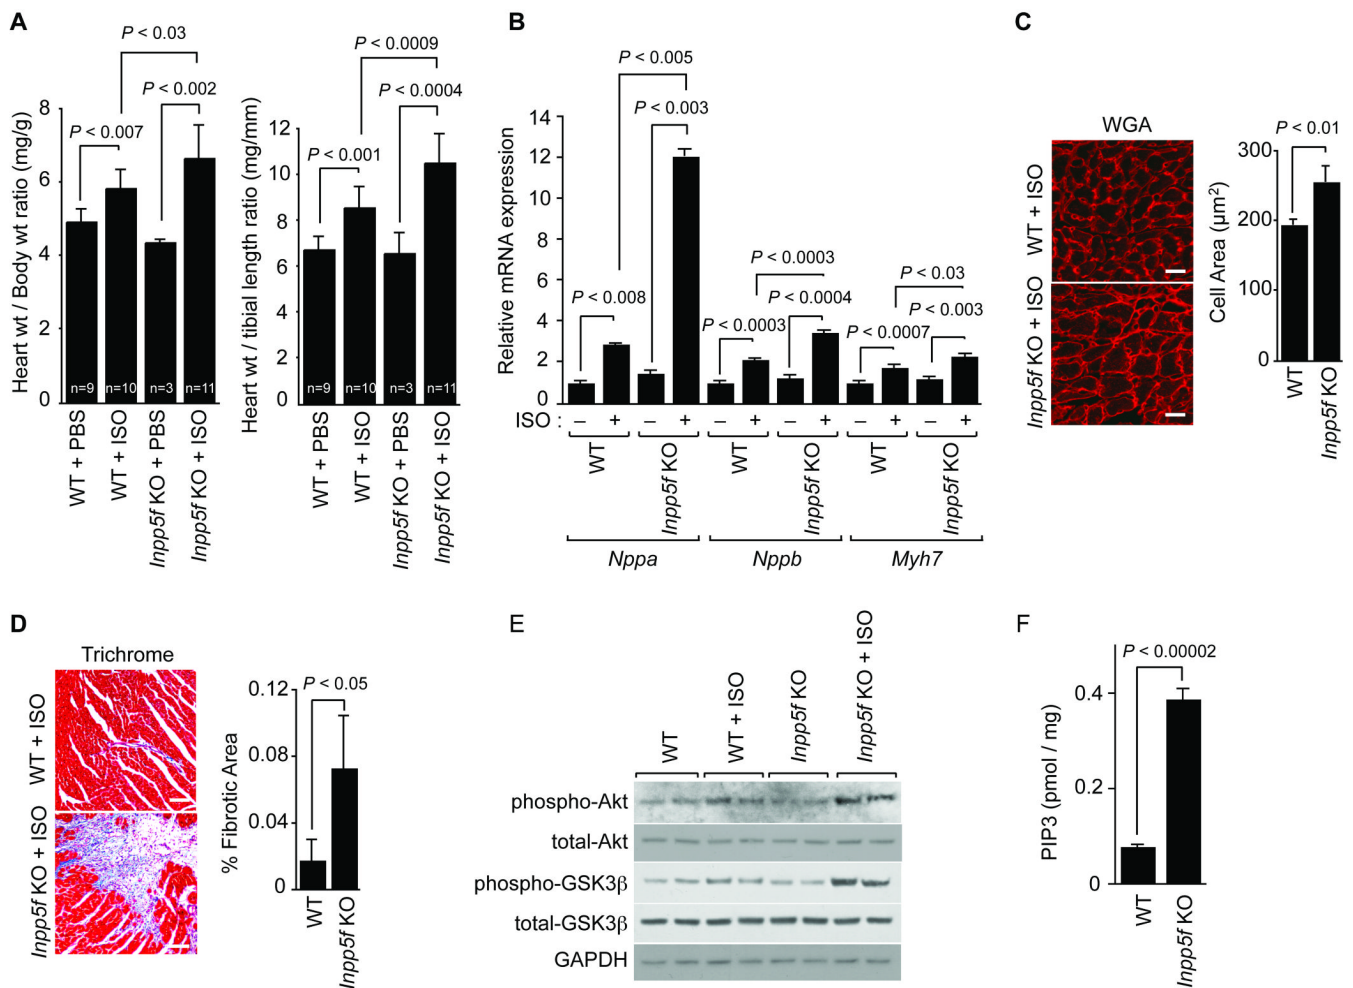 A
P < 0.03
P < 0.002
P < 0.007
Heart wt / Body wt ratio (mg/g)
8
6
4
2
0
n=9
n=10
n=3
n=11
WT + PBS
WT + ISO
Inpp5f KO + PBS
Inpp5f KO + ISO
P < 0.0009
P < 0.0004
P < 0.001
Heart wt / tibial length ratio (mg/mm)
12
10
8
6
4
2
0
n=9
n=10
n=3
n=11
WT + PBS
WT + ISO
Inpp5f KO + PBS
Inpp5f KO + ISO
B
P < 0.005
P < 0.003
P < 0.008
P < 0.0003
P < 0.0004
P < 0.0003
P < 0.03
P < 0.003
P < 0.0007
Relative mRNA expression
14
12
10
8
6
4
2
0
ISO : – + – + – + – + – + – +
WT
Inpp5f KO
WT
Inpp5f KO
WT
Inpp5f KO
Nppa
Nppb
Myh7
C
WGA
WT + ISO
Inpp5f KO + ISO
P < 0.01
Cell Area (µm²)
300
200
100
0
WT
Inpp5f KO
D
Trichrome
WT + ISO
Inpp5f KO + ISO
P < 0.05
% Fibrotic Area
0.12
0.08
0.04
0
WT
Inpp5f KO
E
WT
WT + ISO
Inpp5f KO
Inpp5f KO + ISO
phospho-Akt
total-Akt
phospho-GSK3β
total-GSK3β
GAPDH
F
P < 0.00002
PIP3 (pmol / mg)
0.4
0.2
0
WT
Inpp5f KO